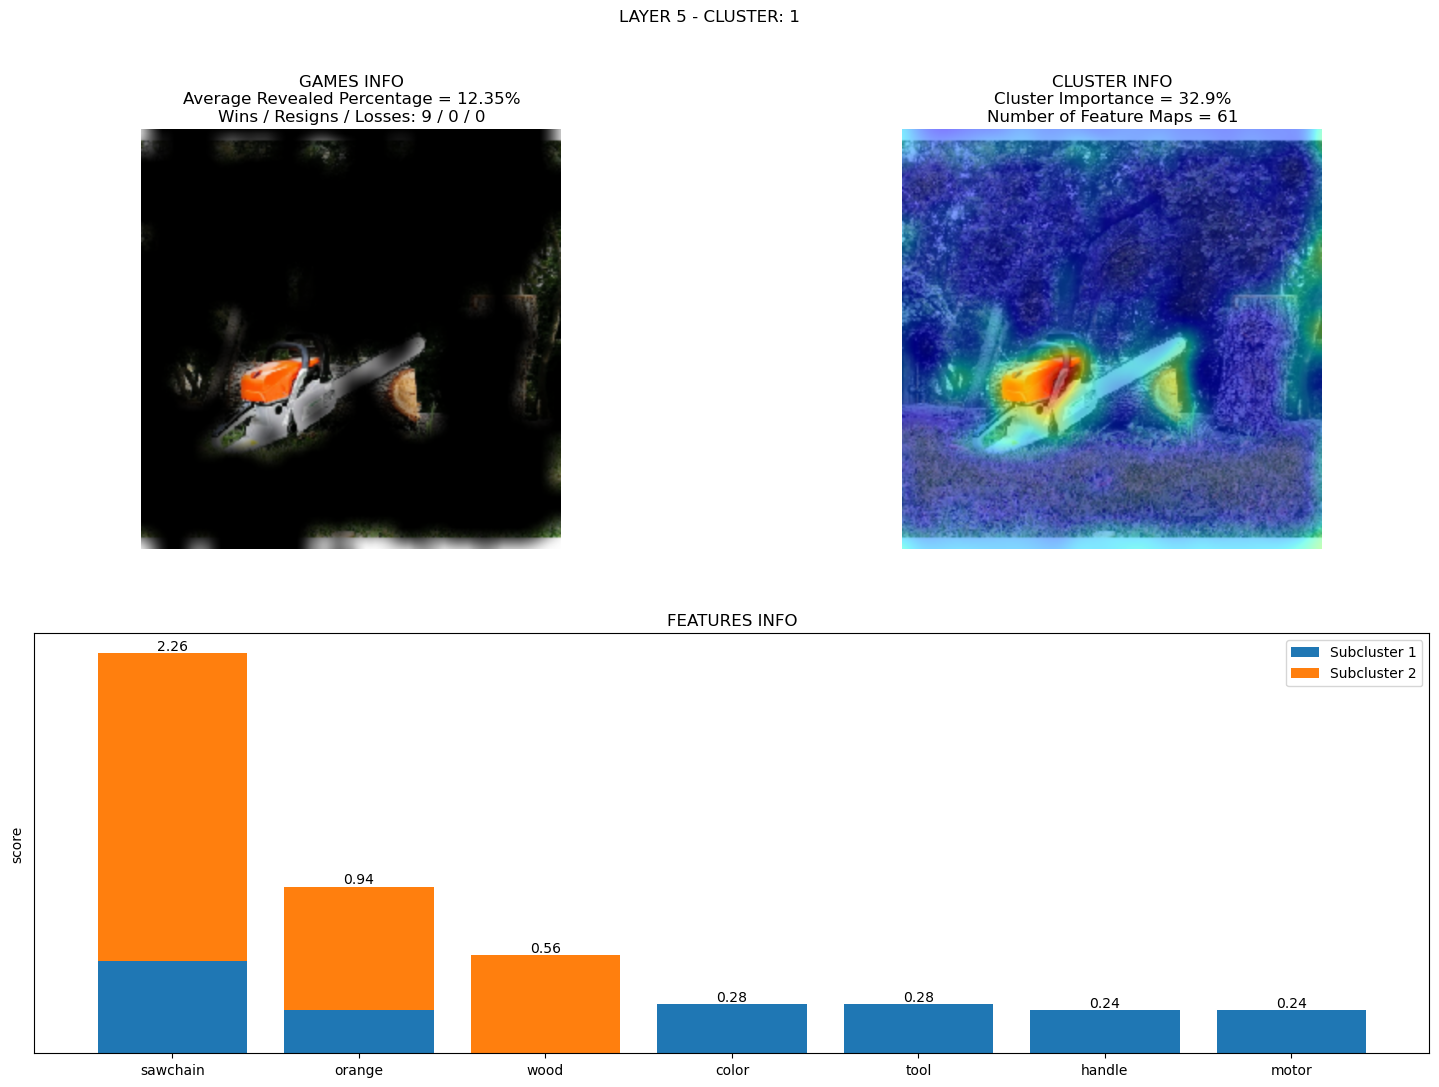 LAYER 5 - CLUSTER: 1
GAMES INFO
Average Revealed Percentage = 12.35%
Wins / Resigns / Losses: 9 / 0 / 0
CLUSTER INFO
Cluster Importance = 32.9%
Number of Feature Maps = 61
FEATURES INFO
Subcluster 1
Subcluster 2
score
2.26
0.94
0.56
0.28
0.28
0.24
0.24
sawchain orange wood color tool handle motor